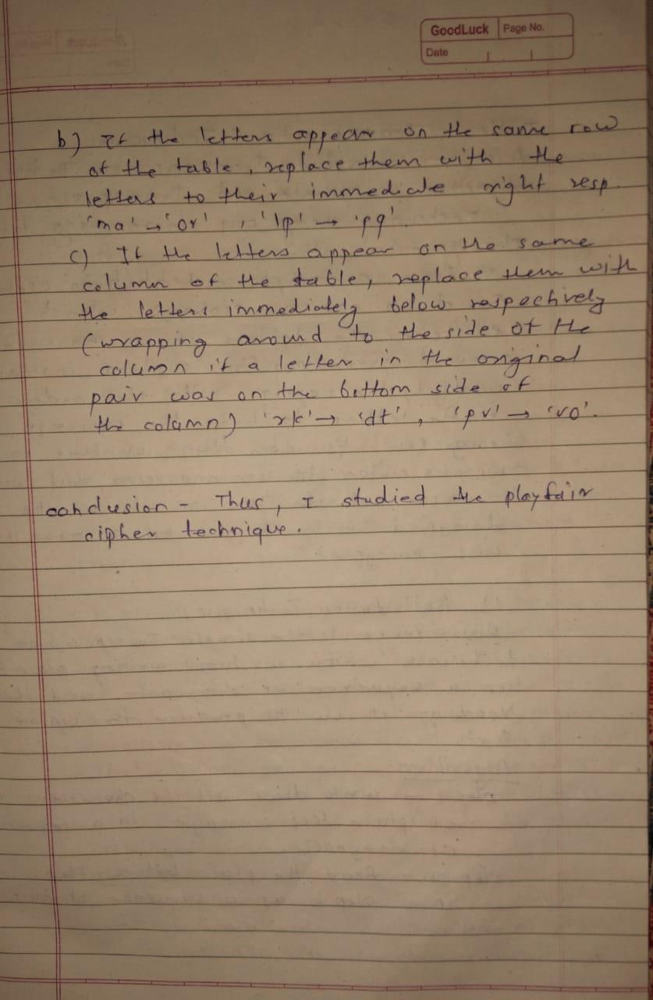 GoodLuck Page No.
Date
b) If the letters appear on the same row
of the table, replace them with the
letters to their immediate right resp.
'ma' → 'or', 'lp' → 'pq'.
c) If the letters appear on the same
column of the table, replace them with
the letters immediately below respectively
(wrapping around to the side of the
column if a letter in the original
pair was on the bottom side of
the column) 'rk' → 'dt', 'pv' → 'vo'.
conclusion - Thus, I studied the playfair
cipher technique.